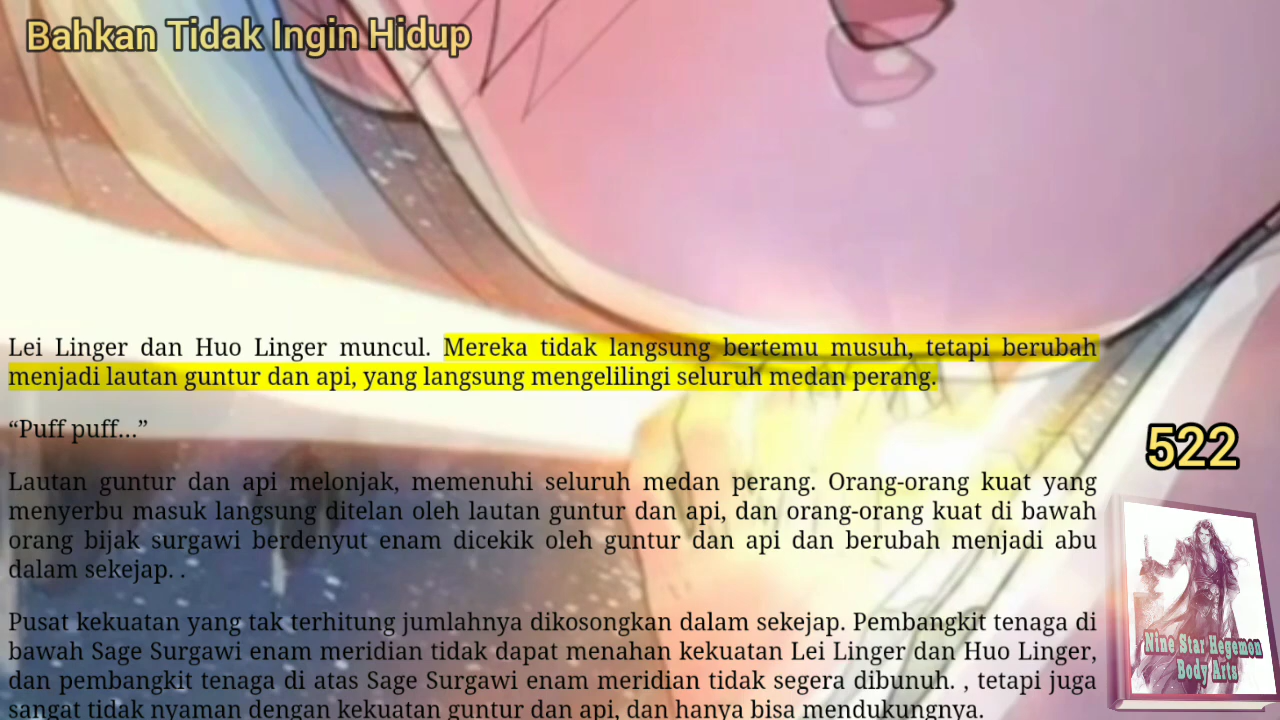 Bahkan Tidak Ingin Hidup
Lei Linger dan Huo Linger muncul. Mereka tidak langsung bertemu musuh, tetapi berubah
menjadi lautan guntur dan api, yang langsung mengelilingi seluruh medan perang.
“Puff puff...”
Lautan guntur dan api melonjak, memenuhi seluruh medan perang. Orang-orang kuat yang
menyerbu masuk langsung ditelan oleh lautan guntur dan api, dan orang-orang kuat di bawah
orang bijak surgawi berdenyut enam dicekik oleh guntur dan api dan berubah menjadi abu
dalam sekejap. .
Pusat kekuatan yang tak terhitung jumlahnya dikosongkan dalam sekejap. Pembangkit tenaga di
bawah Sage Surgawi enam meridian tidak dapat menahan kekuatan Lei Linger dan Huo Linger,
dan pembangkit tenaga di atas Sage Surgawi enam meridian tidak segera dibunuh. , tetapi juga
sangat tidak nyaman dengan kekuatan guntur dan api, dan hanya bisa mendukungnya.
522
Nine Star Hegemon
Body Arts